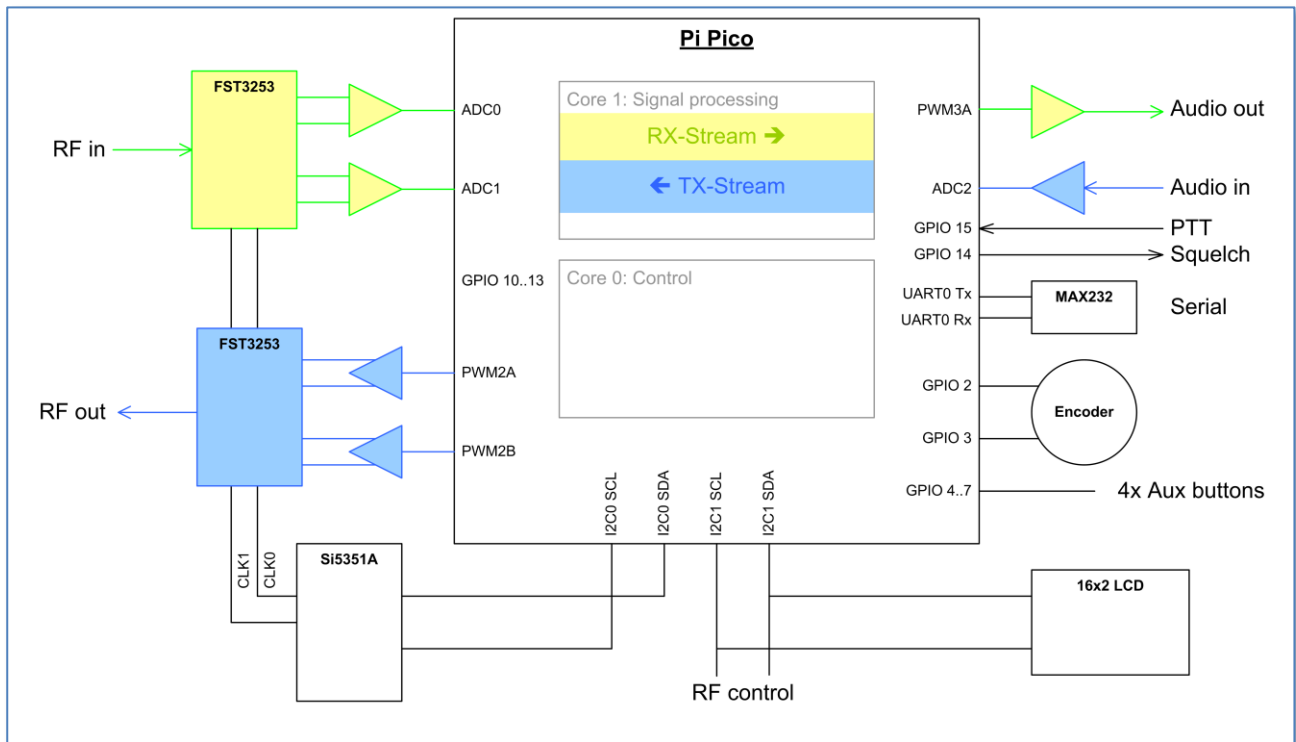 Pi Pico
FST3253
RF in
ADC0
ADC1
Core 1: Signal processing
RX-Stream →
← TX-Stream
PWM3A
Audio out
ADC2
Audio in
GPIO 15
PTT
GPIO 14
Squelch
GPIO 10..13
Core 0: Control
UART0 Tx
UART0 Rx
MAX232
Serial
FST3253
RF out
PWM2A
PWM2B
GPIO 2
GPIO 3
Encoder
GPIO 4..7
4x Aux buttons
I2C0 SCL
I2C0 SDA
I2C1 SCL
I2C1 SDA
CLK1
CLK0
Si5351A
16x2 LCD
RF control